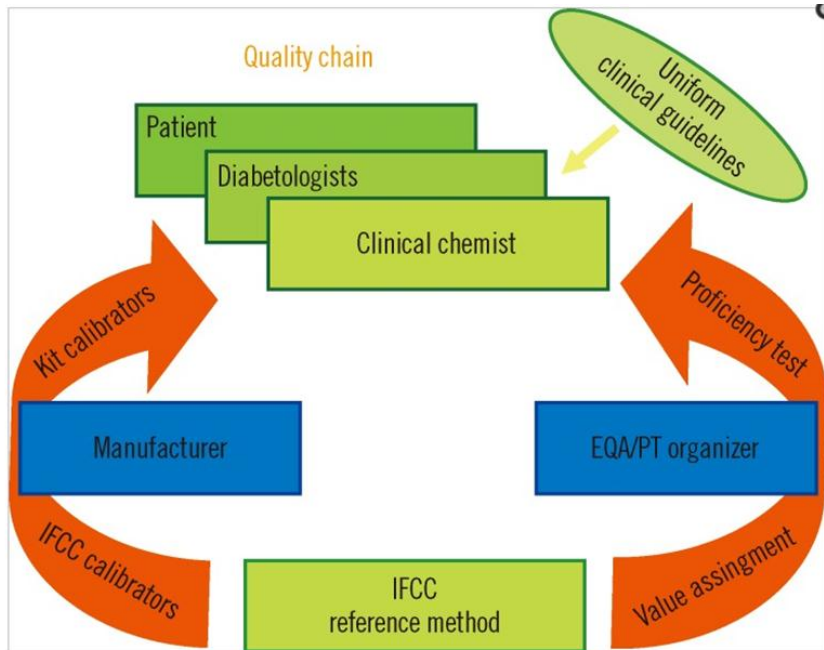 Quality chain
Uniform
clinical guidelines
Patient
Diabetologists
Clinical chemist
Kit calibrators
Proficiency test
Manufacturer
EQA/PT organizer
IFCC calibrators
Value assingment
IFCC
reference method